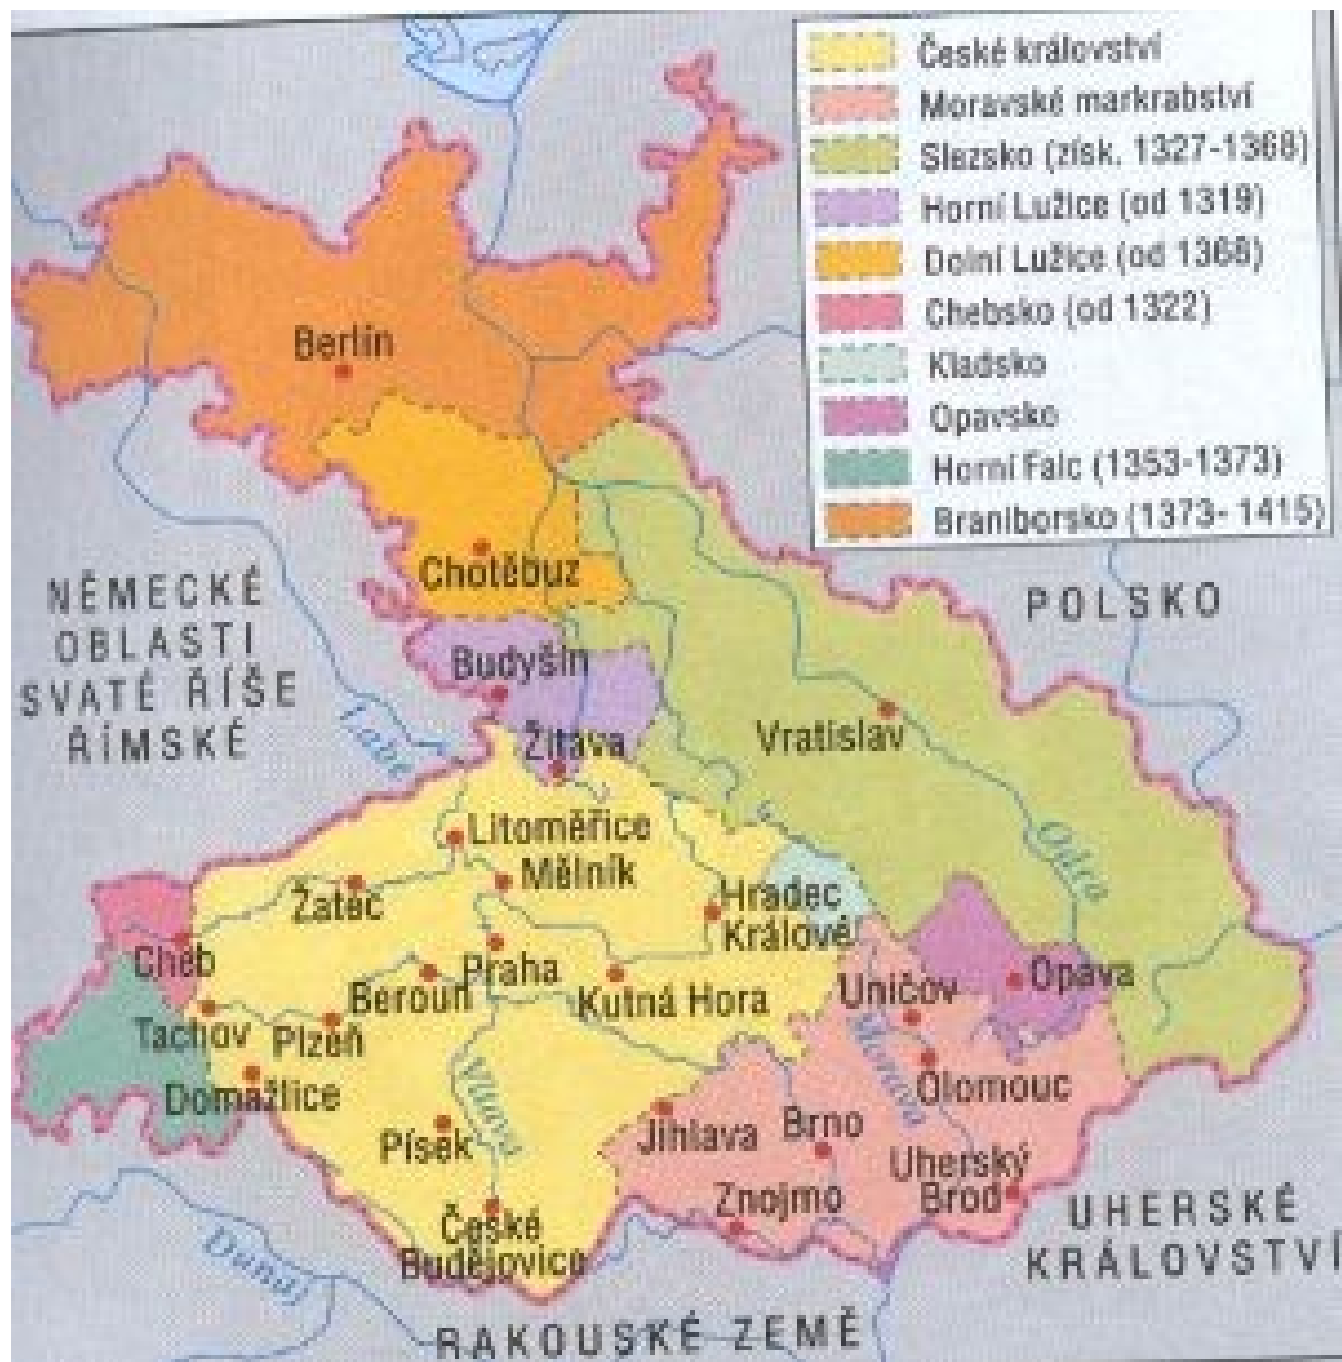 České království
Moravské markrabství
Slezsko (získ. 1327-1368)
Horní Lužice (od 1319)
Dolní Lužice (od 1368)
Chebsko (od 1322)
Kladsko
Opavsko
Horní Falc (1353-1373)
Braniborsko (1373- 1415)
Berlín
Chotěbuz
NĚMECKÉ
OBLASTI
SVATÉ ŘÍŠE
ŘÍMSKÉ
POLSKO
Budyšín
Labe
Žitava
Vratislav
Odra
Litoměřice
Mělník
Žatec
Hradec
Králové
Cheb
Praha
Beroun
Kutná Hora
Uničov
Opava
Tachov
Plzeň
Morava
Olomouc
Domažlice
Vltava
Písek
Jihlava
Brno
Uherský
Brod
Znojmo
České
Budějovice
Dunaj
UHERSKÉ
KRÁLOVSTVÍ
RAKOUSKÉ ZEMĚ